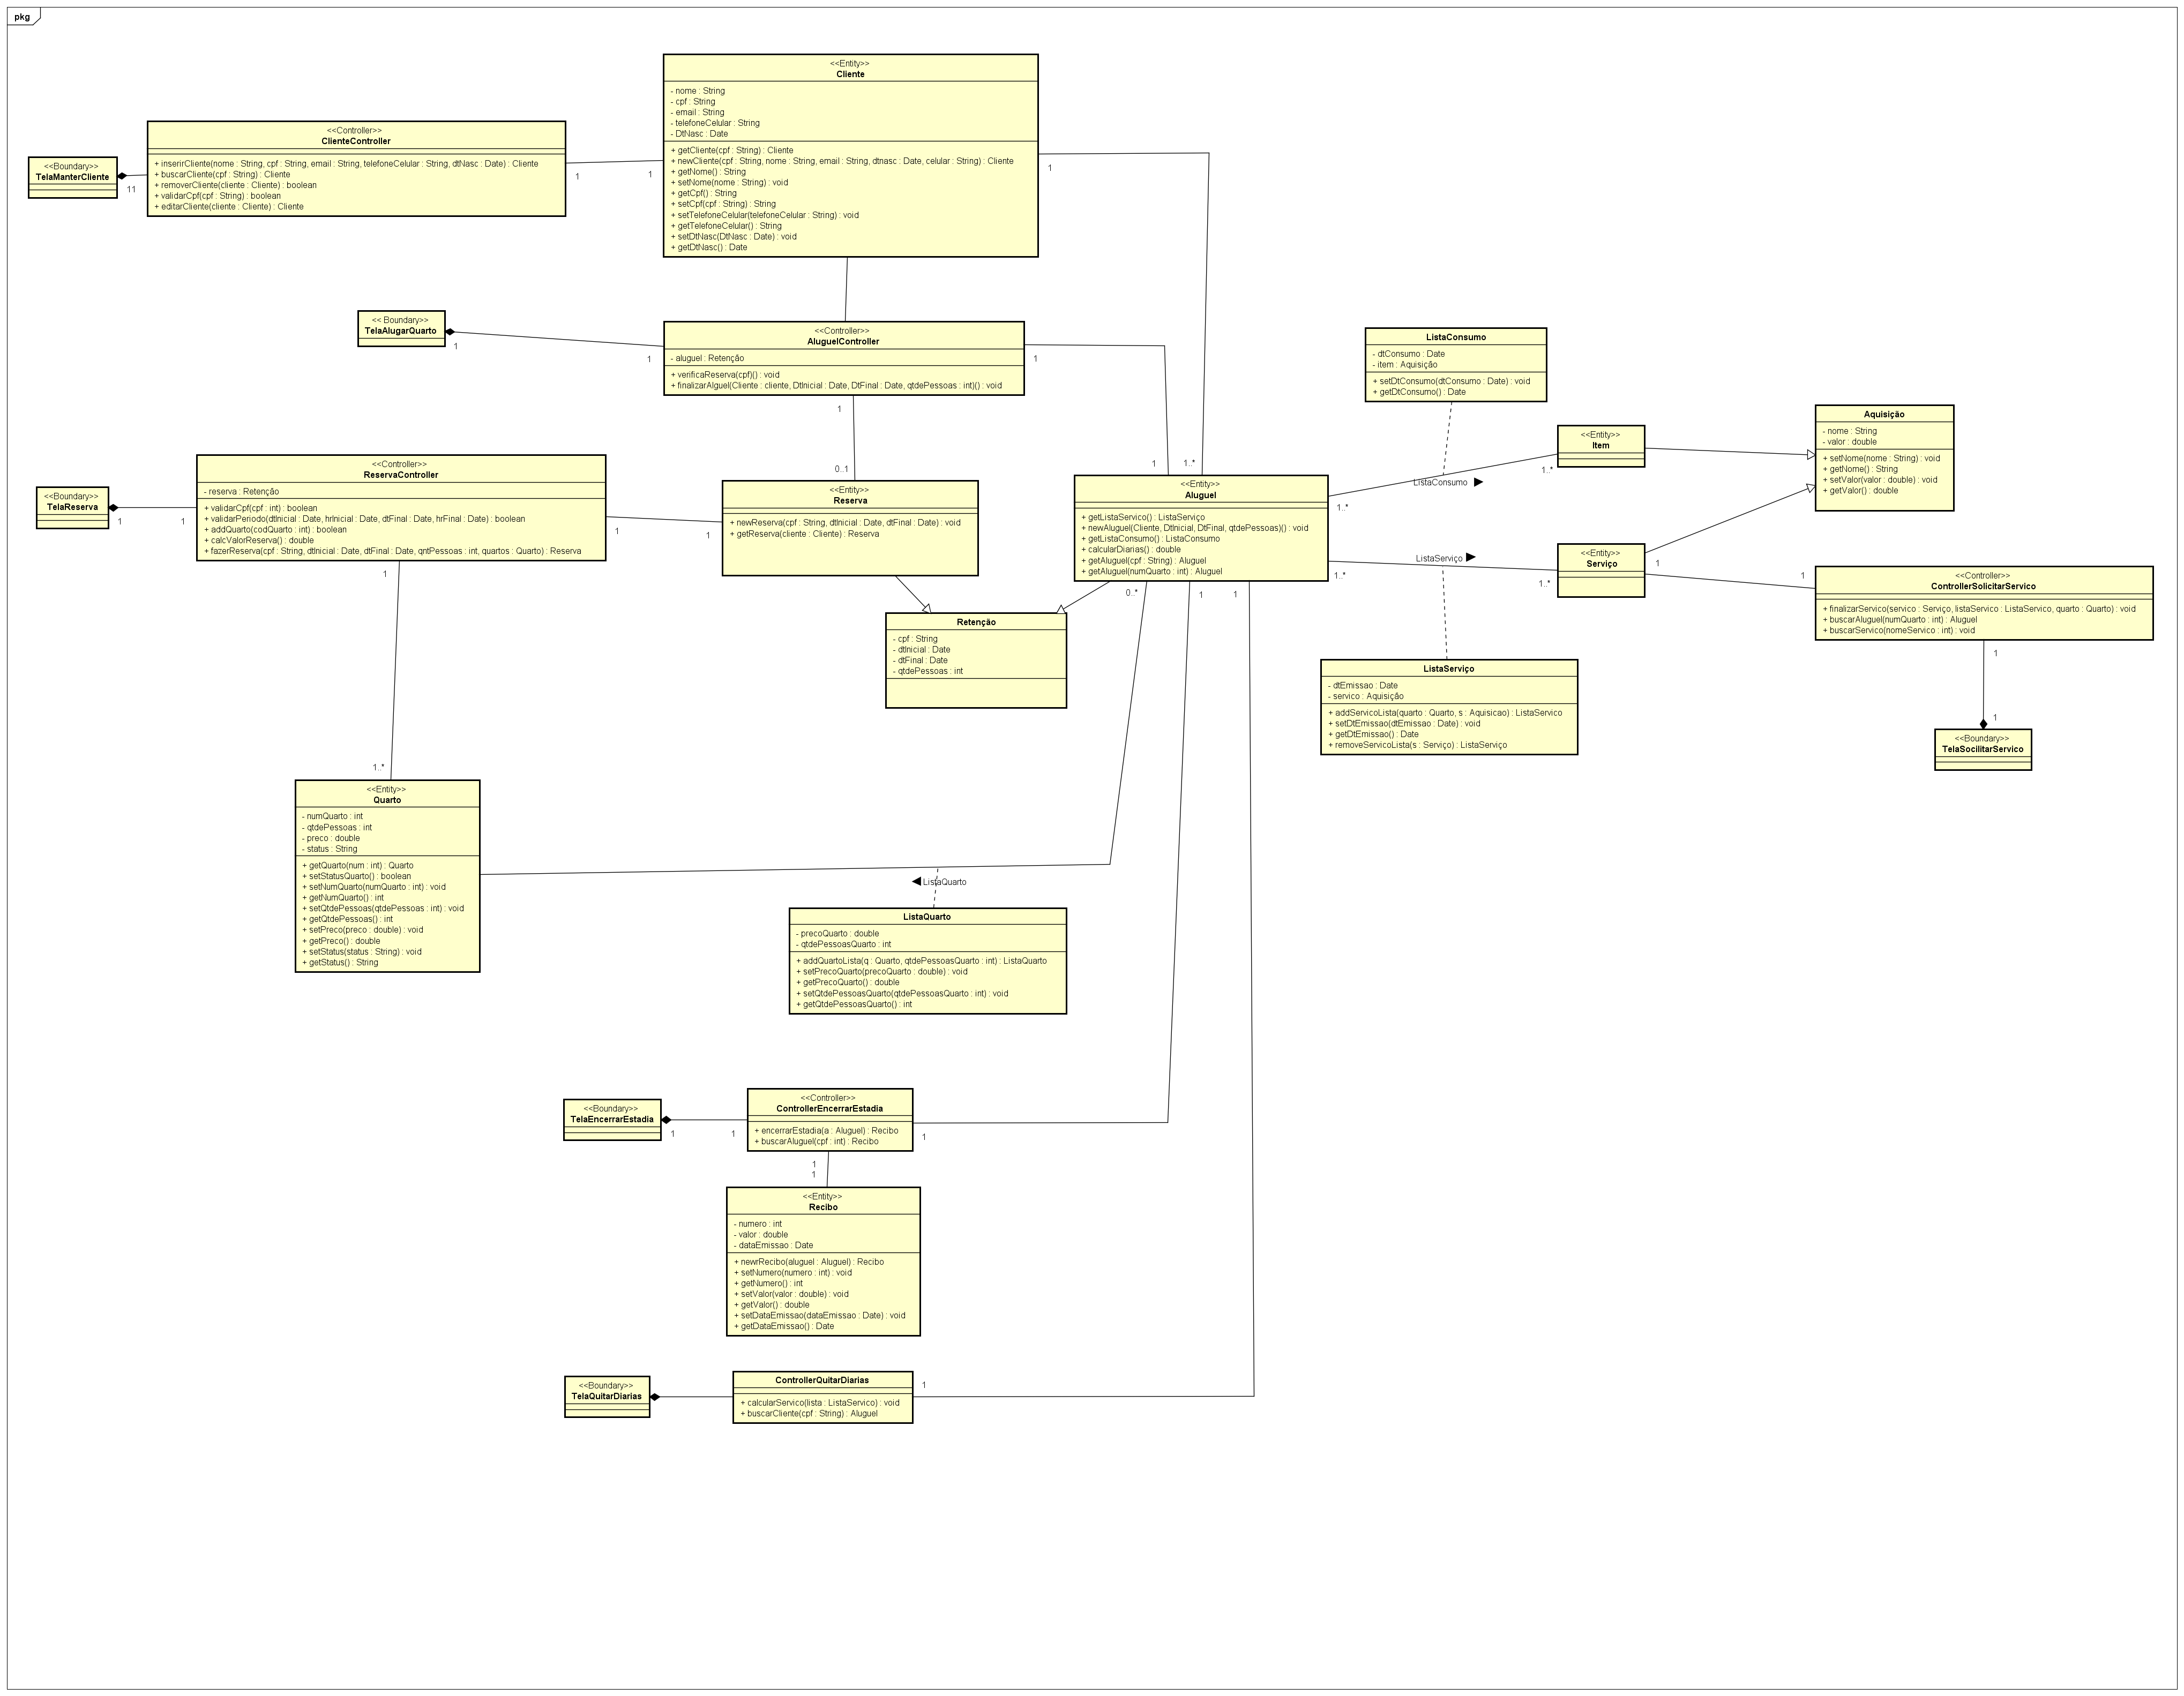 pkg
<<Entity>>
Cliente
- nome : String
- cpf : String
- email : String
- telefoneCelular : String
- DtNasc : Date
+ getCliente(cpf : String) : Cliente
+ newCliente(cpf : String, nome : String, email : String, dtnasc : Date, celular : String) : Cliente
+ getNome() : String
+ setNome(nome : String) : void
+ getCpf() : String
+ setCpf(cpf : String) : String
+ setTelefoneCelular(telefoneCelular : String) : void
+ getTelefoneCelular() : String
+ setDtNasc(DtNasc : Date) : void
+ getDtNasc() : Date
<<Controller>>
ClienteController
+ inserirCliente(nome : String, cpf : String, email : String, telefoneCelular : String, dtNasc : Date) : Cliente
+ buscarCliente(cpf : String) : Cliente
+ removerCliente(cliente : Cliente) : boolean
+ validarCpf(cpf : String) : boolean
+ editarCliente(cliente : Cliente) : Cliente
<<Boundary>>
TelaManterCliente
11
1
1
1
<< Boundary>>
TelaAlugarQuarto
1
1
<<Controller>>
AluguelController
- aluguel : Retenção
+ verificaReserva(cpf)() : void
+ finalizarAlguel(Cliente : cliente, DtInicial : Date, DtFinal : Date, qtdePessoas : int)() : void
1
1
0..1
1
1..*
ListaConsumo
- dtConsumo : Date
- item : Aquisição
+ setDtConsumo(dtConsumo : Date) : void
+ getDtConsumo() : Date
<<Entity>>
Item
Aquisição
- nome : String
- valor : double
+ setNome(nome : String) : void
+ getNome() : String
+ setValor(valor : double) : void
+ getValor() : double
<<Controller>>
ReservaController
- reserva : Retenção
+ validarCpf(cpf : int) : boolean
+ validarPeriodo(dtInicial : Date, hrInicial : Date, dtFinal : Date, hrFinal : Date) : boolean
+ addQuarto(codQuarto : int) : boolean
+ calcValorReserva() : double
+ fazerReserva(cpf : String, dtInicial : Date, dtFinal : Date, qntPessoas : int, quartos : Quarto) : Reserva
<<Boundary>>
TelaReserva
1
1
1
1
<<Entity>>
Reserva
+ newReserva(cpf : String, dtInicial : Date, dtFinal : Date) : void
+ getReserva(cliente : Cliente) : Reserva
<<Entity>>
Aluguel
+ getListaServico() : ListaServiço
+ newAluguel(Cliente, DtInicial, DtFinal, qtdePessoas)() : void
+ getListaConsumo() : ListaConsumo
+ calcularDiarias() : double
+ getAluguel(cpf : String) : Aluguel
+ getAluguel(numQuarto : int) : Aluguel
ListaConsumo
1..*
1..*
ListaServiço
1..*
1..*
<<Entity>>
Serviço
1
1
<<Controller>>
ControllerSolicitarServico
+ finalizarServico(servico : Serviço, listaServico : ListaServico, quarto : Quarto) : void
+ buscarAluguel(numQuarto : int) : Aluguel
+ buscarServico(nomeServico : int) : void
1
1
<<Boundary>>
TelaSocilitarServico
0..*
1
1
Retenção
- cpf : String
- dtInicial : Date
- dtFinal : Date
- qtdePessoas : int
ListaServiço
- dtEmissao : Date
- servico : Aquisição
+ addServicoLista(quarto : Quarto, s : Aquisicao) : ListaServico
+ setDtEmissao(dtEmissao : Date) : void
+ getDtEmissao() : Date
+ removeServicoLista(s : Serviço) : ListaServiço
1
1..*
<<Entity>>
Quarto
- numQuarto : int
- qtdePessoas : int
- preco : double
- status : String
+ getQuarto(num : int) : Quarto
+ setStatusQuarto() : boolean
+ setNumQuarto(numQuarto : int) : void
+ getNumQuarto() : int
+ setQtdePessoas(qtdePessoas : int) : void
+ getQtdePessoas() : int
+ setPreco(preco : double) : void
+ getPreco() : double
+ setStatus(status : String) : void
+ getStatus() : String
ListaQuarto
ListaQuarto
- precoQuarto : double
- qtdePessoasQuarto : int
+ addQuartoLista(q : Quarto, qtdePessoasQuarto : int) : ListaQuarto
+ setPrecoQuarto(precoQuarto : double) : void
+ getPrecoQuarto() : double
+ setQtdePessoasQuarto(qtdePessoasQuarto : int) : void
+ getQtdePessoasQuarto() : int
<<Boundary>>
TelaEncerrarEstadia
1
1
<<Controller>>
ControllerEncerrarEstadia
+ encerrarEstadia(a : Aluguel) : Recibo
+ buscarAluguel(cpf : int) : Recibo
1
1
1
<<Entity>>
Recibo
- numero : int
- valor : double
- dataEmissao : Date
+ newrRecibo(aluguel : Aluguel) : Recibo
+ setNumero(numero : int) : void
+ getNumero() : int
+ setValor(valor : double) : void
+ getValor() : double
+ setDataEmissao(dataEmissao : Date) : void
+ getDataEmissao() : Date
<<Boundary>>
TelaQuitarDiarias
ControllerQuitarDiarias
+ calcularServico(lista : ListaServico) : void
+ buscarCliente(cpf : String) : Aluguel
1